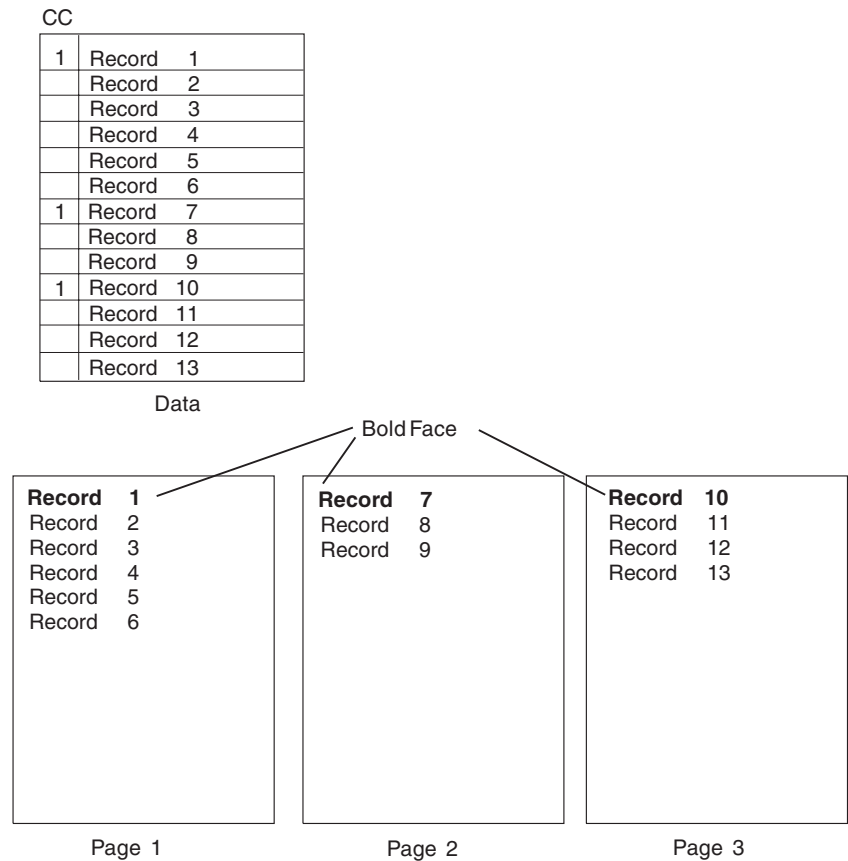 CC
1 Record 1
Record 2
Record 3
Record 4
Record 5
Record 6
1 Record 7
Record 8
Record 9
1 Record 10
Record 11
Record 12
Record 13
Data
Bold Face
Record 1
Record 2
Record 3
Record 4
Record 5
Record 6
Page 1
Record 7
Record 8
Record 9
Page 2
Record 10
Record 11
Record 12
Record 13
Page 3